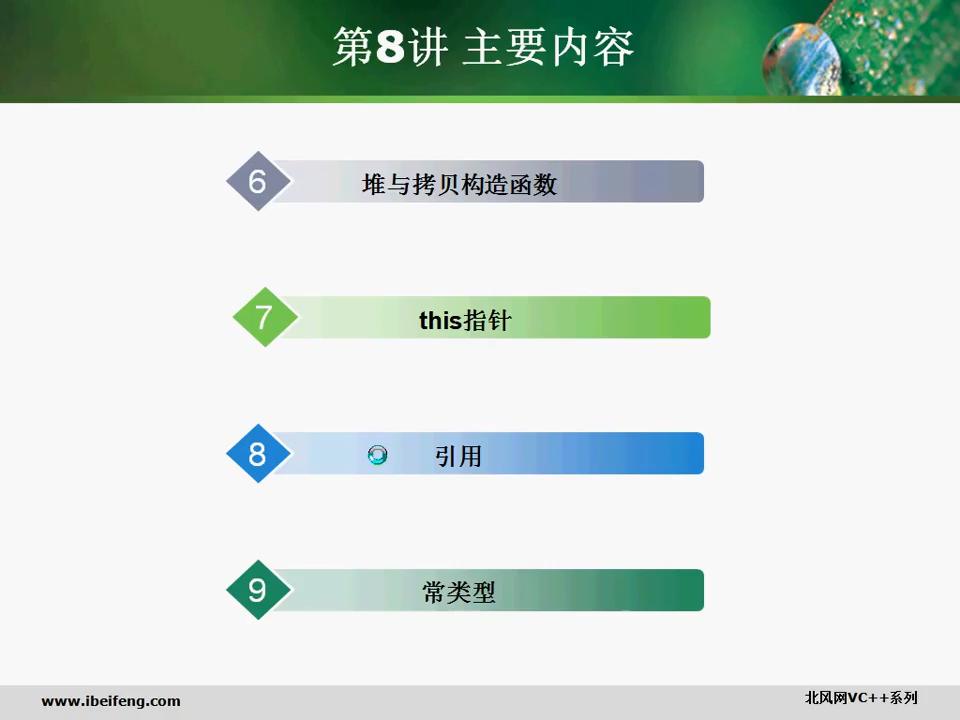 第8讲 主要内容
6 堆与拷贝构造函数
7 this指针
8 引用
9 常类型
www.ibeifeng.com
北风网VC++系列